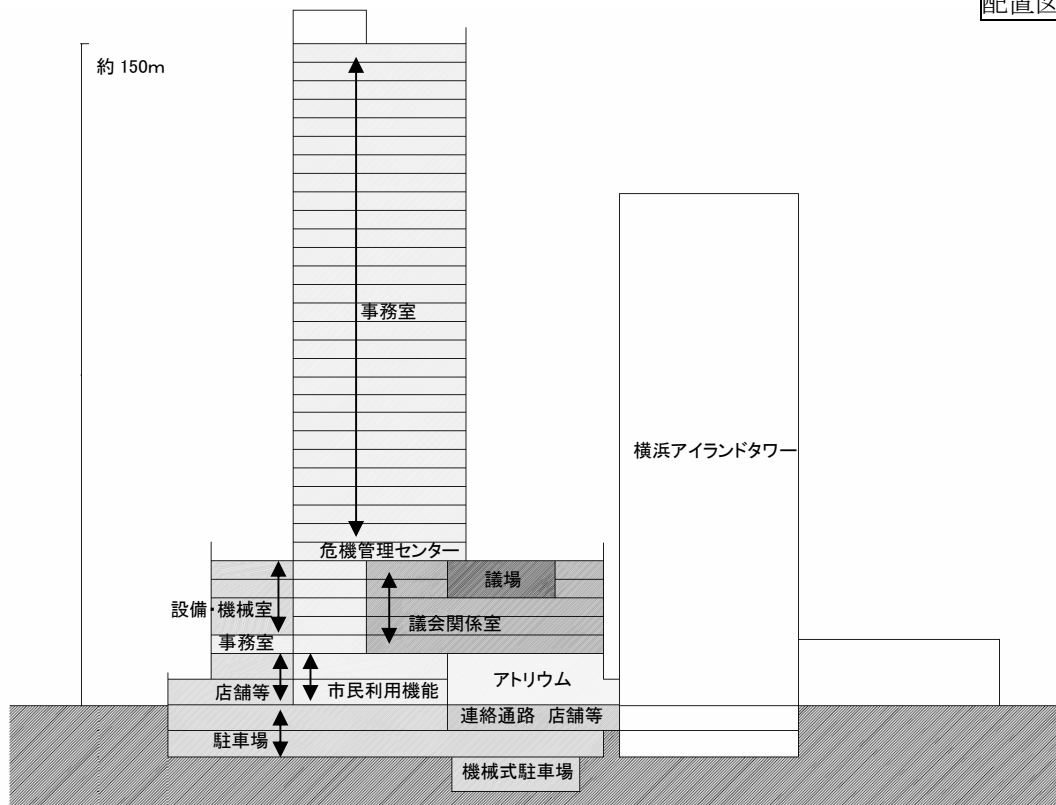 配置図
約 150m
事務室
横浜アイランドタワー
危機管理センター
議場
設備・機械室
議会関係室
事務室
アトリウム
店舗等
市民利用機能
連絡通路 店舗等
駐車場
機械式駐車場